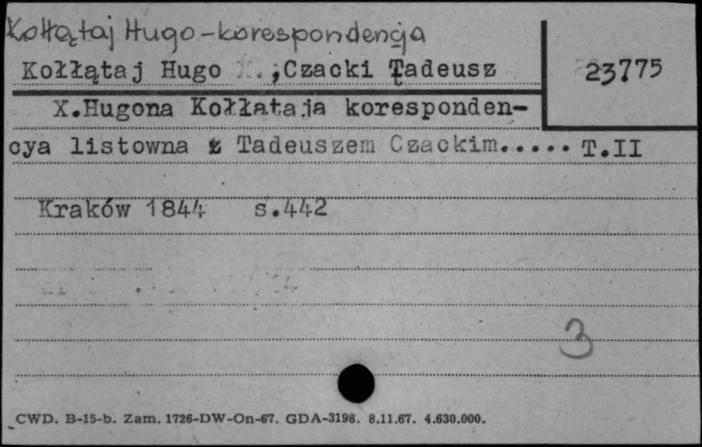 Kołłątaj Hugo - korespondencja
Kołłątaj Hugo ;Czacki Tadeusz
23775
X.Hugona Kołłataja koresponden-
cya listowna z Tadeuszem Czackim..... T.II
Kraków 1844 s.442
3
CWD. B-15-b. Zam. 1726-DW-On-67. GDA-3198. 8.11.67. 4.630.000.